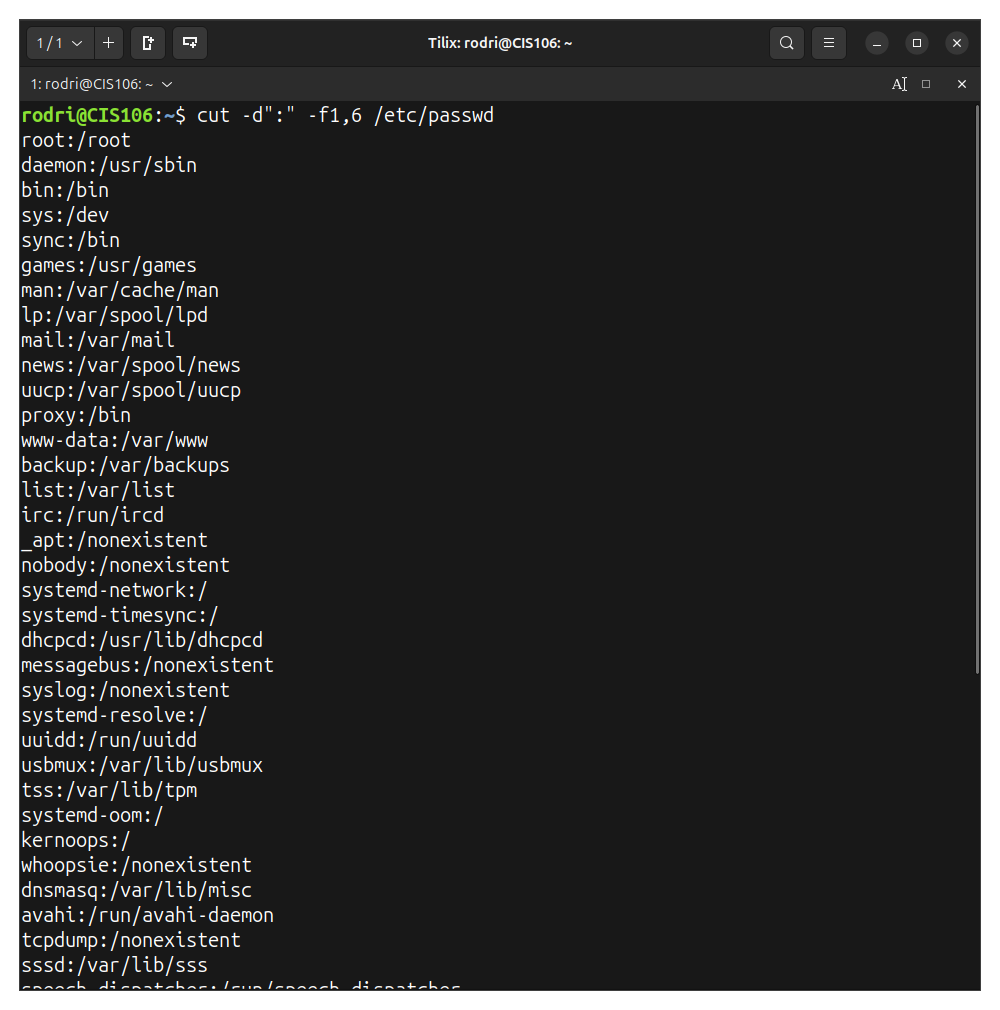 1 / 1
Tilix: rodri@CIS106: ~
1: rodri@CIS106: ~
rodri@CIS106:~$ cut -d":" -f1,6 /etc/passwd
root:/root
daemon:/usr/sbin
bin:/bin
sys:/dev
sync:/bin
games:/usr/games
man:/var/cache/man
lp:/var/spool/lpd
mail:/var/mail
news:/var/spool/news
uucp:/var/spool/uucp
proxy:/bin
www-data:/var/www
backup:/var/backups
list:/var/list
irc:/run/ircd
_apt:/nonexistent
nobody:/nonexistent
systemd-network:/
systemd-timesync:/
dhcpcd:/usr/lib/dhcpcd
messagebus:/nonexistent
syslog:/nonexistent
systemd-resolve:/
uuidd:/run/uuidd
usbmux:/var/lib/usbmux
tss:/var/lib/tpm
systemd-oom:/
kernoops:/
whoopsie:/nonexistent
dnsmasq:/var/lib/misc
avahi:/run/avahi-daemon
tcpdump:/nonexistent
sssd:/var/lib/sss
speech-dispatcher:/run/speech-dispatcher